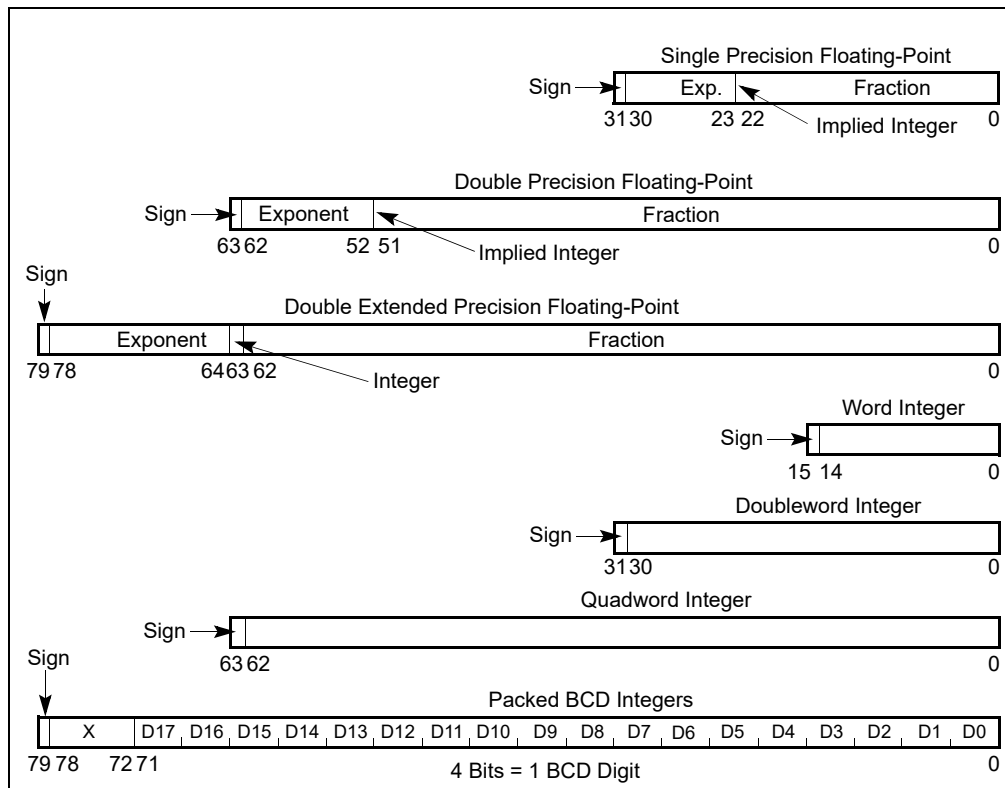 Single Precision Floating-Point
Sign Exp. Fraction
31 30 23 22 Implied Integer 0
Double Precision Floating-Point
Sign Exponent Fraction
63 62 52 51 Implied Integer 0
Sign
Double Extended Precision Floating-Point
Exponent Fraction
79 78 64 63 62 Integer 0
Word Integer
Sign
15 14 0
Doubleword Integer
Sign
31 30 0
Quadword Integer
Sign
63 62 0
Sign
Packed BCD Integers
X D17 D16 D15 D14 D13 D12 D11 D10 D9 D8 D7 D6 D5 D4 D3 D2 D1 D0
79 78 72 71 4 Bits = 1 BCD Digit 0